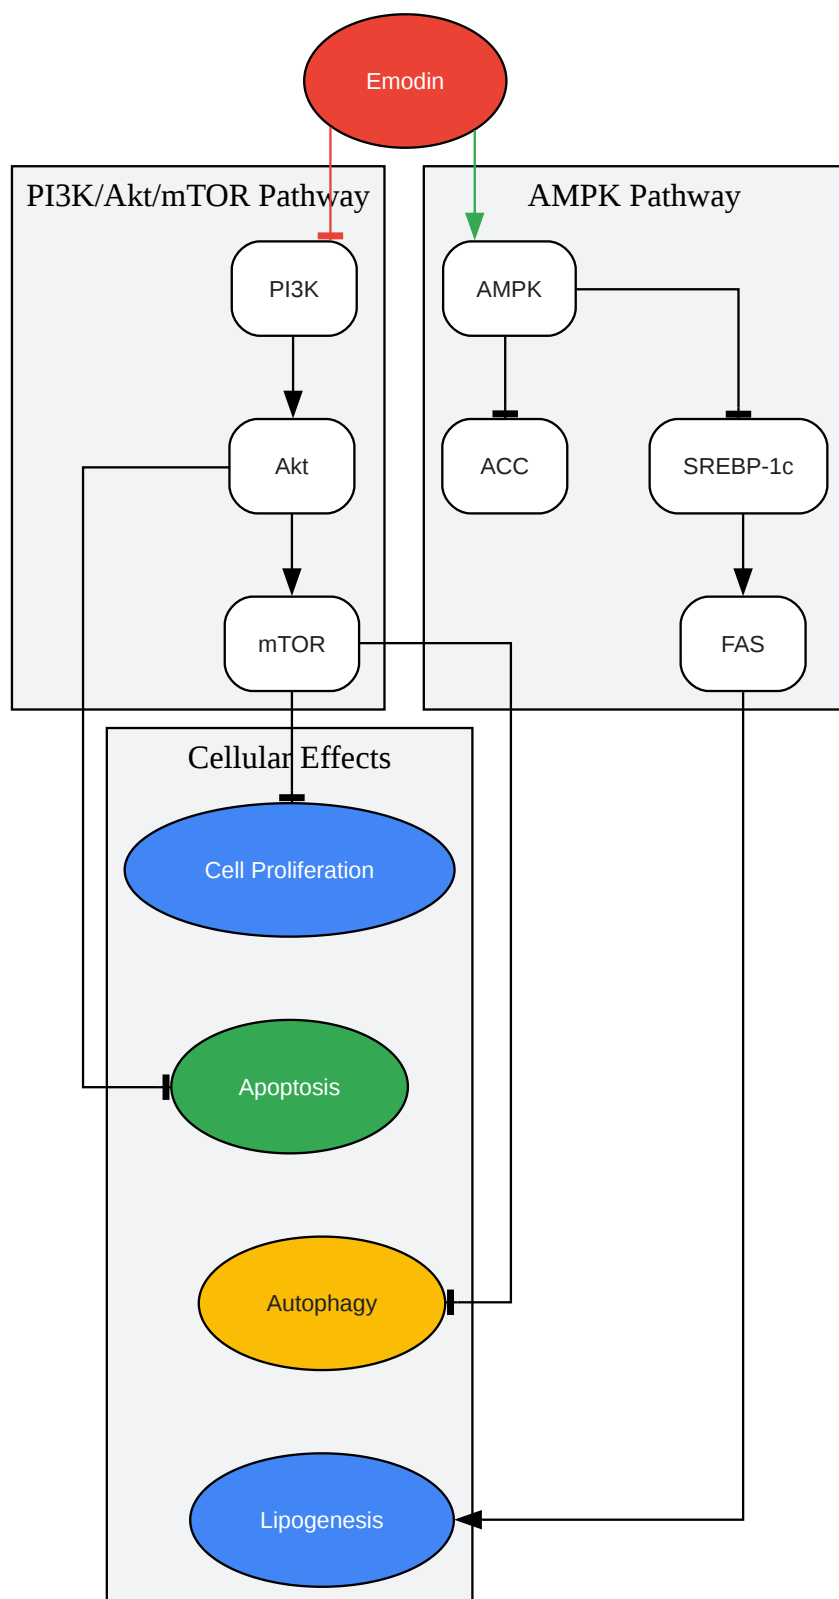 Emodin
PI3K/Akt/mTOR Pathway
AMPK Pathway
PI3K
AMPK
Akt
ACC
SREBP-1c
mTOR
FAS
Cellular Effects
Cell Proliferation
Apoptosis
Autophagy
Lipogenesis